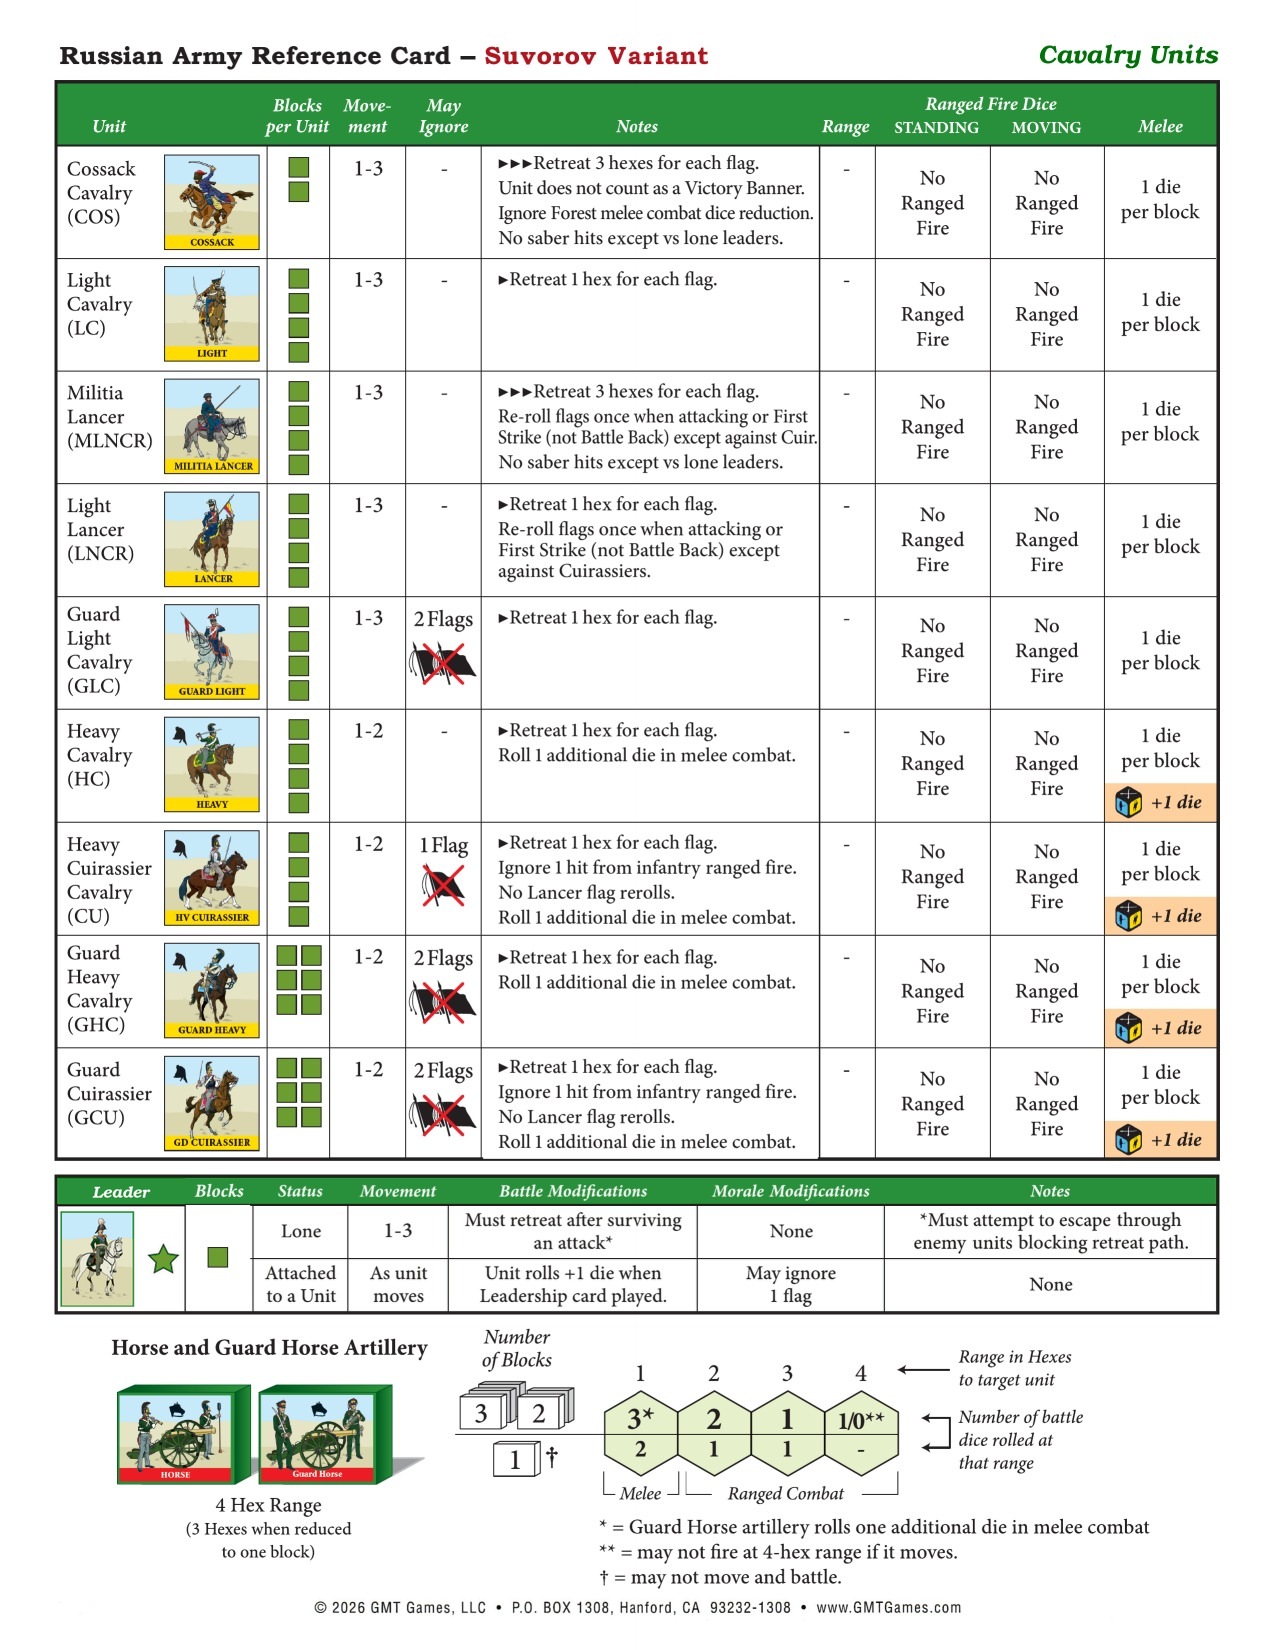 Russian Army Reference Card – Suvorov Variant
Cavalry Units
Unit
Blocks
per Unit
Move-
ment
May
Ignore
Notes
Range
Ranged Fire Dice
STANDING
MOVING
Melee
Cossack
Cavalry
(COS)
COSSACK
1-3
-
▸▸▸Retreat 3 hexes for each flag.
Unit does not count as a Victory Banner.
Ignore Forest melee combat dice reduction.
No saber hits except vs lone leaders.
-
No
Ranged
Fire
No
Ranged
Fire
1 die
per block
Light
Cavalry
(LC)
LIGHT
1-3
-
▸Retreat 1 hex for each flag.
-
No
Ranged
Fire
No
Ranged
Fire
1 die
per block
Militia
Lancer
(MLNCR)
MILITIA LANCER
1-3
-
▸▸▸Retreat 3 hexes for each flag.
Re-roll flags once when attacking or First
Strike (not Battle Back) except against Cuir.
No saber hits except vs lone leaders.
-
No
Ranged
Fire
No
Ranged
Fire
1 die
per block
Light
Lancer
(LNCR)
LANCER
1-3
-
▸Retreat 1 hex for each flag.
Re-roll flags once when attacking or
First Strike (not Battle Back) except
against Cuirassiers.
-
No
Ranged
Fire
No
Ranged
Fire
1 die
per block
Guard
Light
Cavalry
(GLC)
GUARD LIGHT
1-3
2 Flags
▸Retreat 1 hex for each flag.
-
No
Ranged
Fire
No
Ranged
Fire
1 die
per block
Heavy
Cavalry
(HC)
HEAVY
1-2
-
▸Retreat 1 hex for each flag.
Roll 1 additional die in melee combat.
-
No
Ranged
Fire
No
Ranged
Fire
1 die
per block
+1 die
Heavy
Cuirassier
Cavalry
(CU)
HV CUIRASSIER
1-2
1 Flag
▸Retreat 1 hex for each flag.
Ignore 1 hit from infantry ranged fire.
No Lancer flag rerolls.
Roll 1 additional die in melee combat.
-
No
Ranged
Fire
No
Ranged
Fire
1 die
per block
+1 die
Guard
Heavy
Cavalry
(GHC)
GUARD HEAVY
1-2
2 Flags
▸Retreat 1 hex for each flag.
Roll 1 additional die in melee combat.
-
No
Ranged
Fire
No
Ranged
Fire
1 die
per block
+1 die
Guard
Cuirassier
(GCU)
GD CUIRASSIER
1-2
2 Flags
▸Retreat 1 hex for each flag.
Ignore 1 hit from infantry ranged fire.
No Lancer flag rerolls.
Roll 1 additional die in melee combat.
-
No
Ranged
Fire
No
Ranged
Fire
1 die
per block
+1 die
Leader
Blocks
Status
Movement
Battle Modifications
Morale Modifications
Notes
Lone
1-3
Must retreat after surviving
an attack*
None
*Must attempt to escape through
enemy units blocking retreat path.
Attached
to a Unit
As unit
moves
Unit rolls +1 die when
Leadership card played.
May ignore
1 flag
None
Horse and Guard Horse Artillery
HORSE
Guard Horse
4 Hex Range
(3 Hexes when reduced
to one block)
Number
of Blocks
3 2
1 †
1 2 3 4
3* 2 1 1/0**
2 1 1 -
Melee
Ranged Combat
Range in Hexes
to target unit
Number of battle
dice rolled at
that range
* = Guard Horse artillery rolls one additional die in melee combat
** = may not fire at 4-hex range if it moves.
† = may not move and battle.
© 2026 GMT Games, LLC • P.O. BOX 1308, Hanford, CA 93232-1308 • www.GMTGames.com